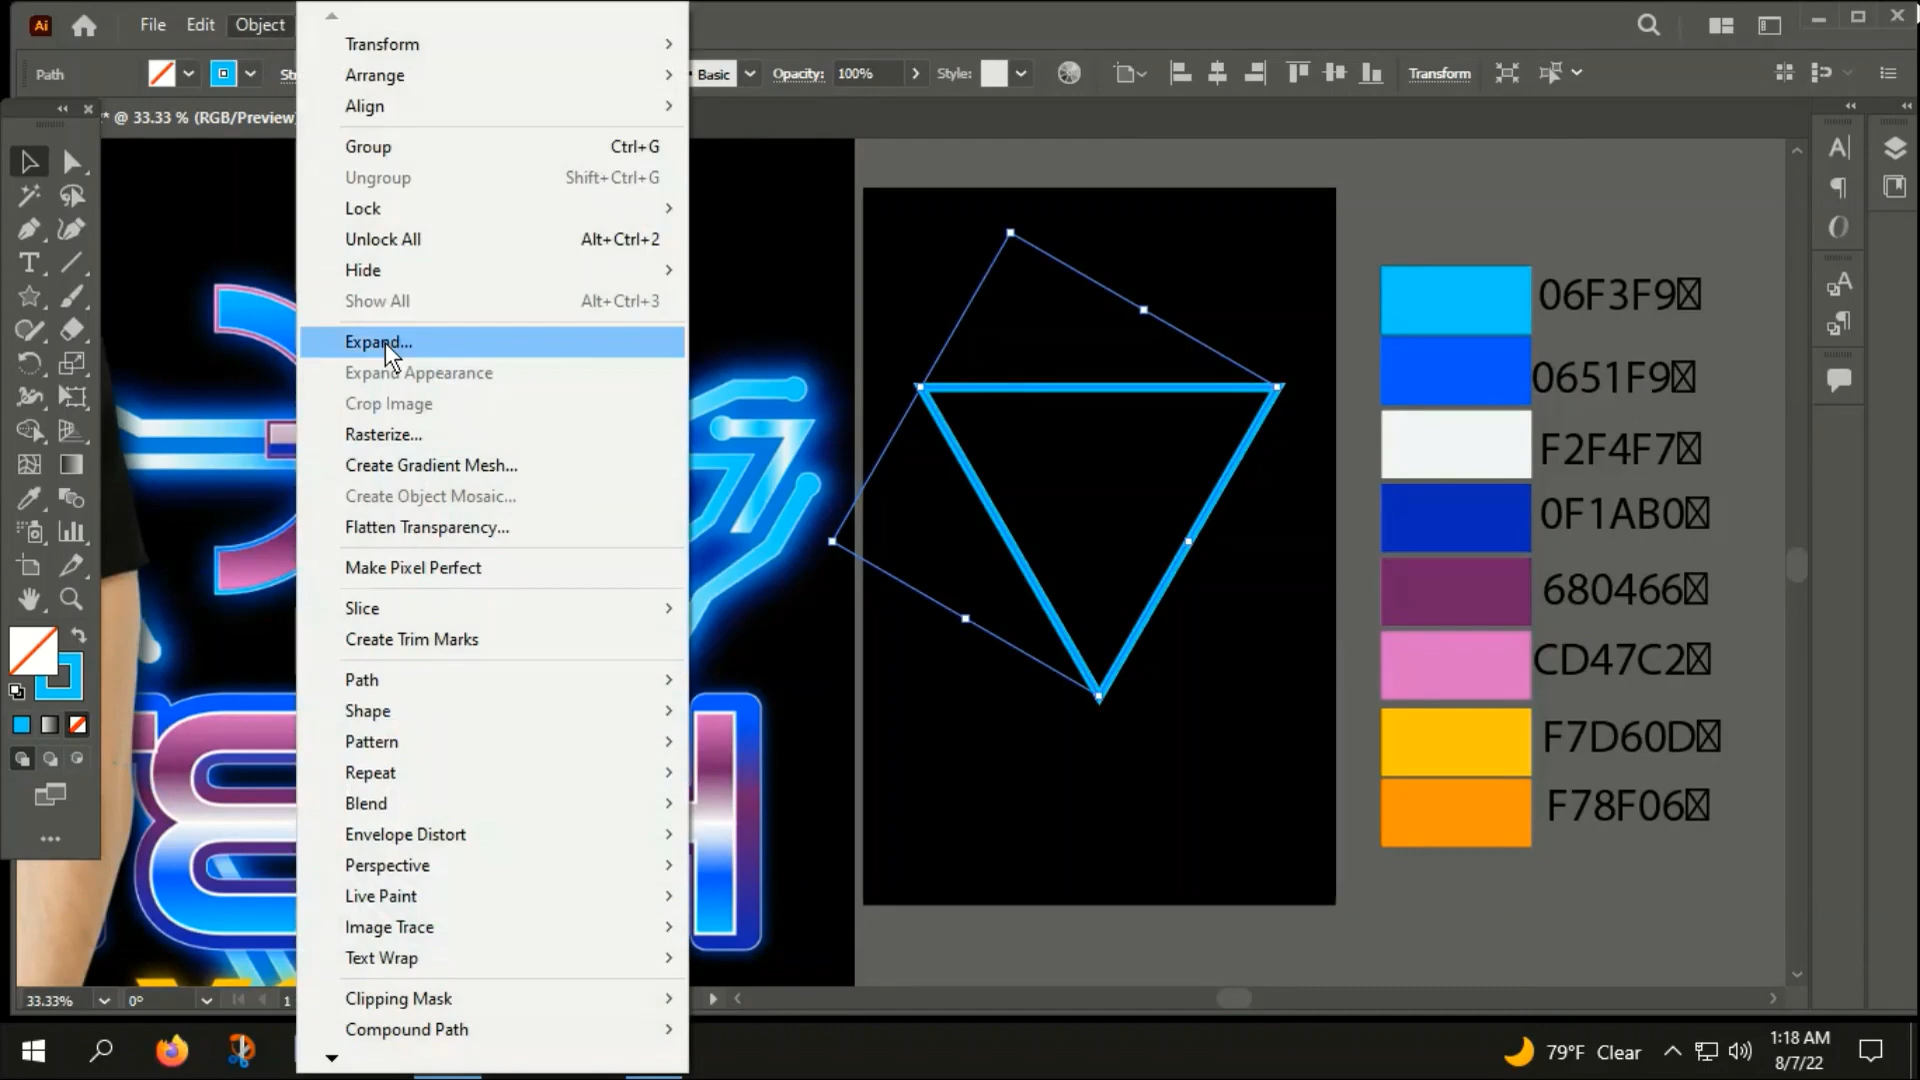 Ai File Edit Object
Path St Basic Opacity: 100% Style: Transform
* @ 33.33 % (RGB/Preview)
Transform
Arrange
Align
Group Ctrl+G
Ungroup Shift+Ctrl+G
Lock
Unlock All Alt+Ctrl+2
Hide
Show All Alt+Ctrl+3
Expand...
Expand Appearance
Crop Image
Rasterize...
Create Gradient Mesh...
Create Object Mosaic...
Flatten Transparency...
Make Pixel Perfect
Slice
Create Trim Marks
Path
Shape
Pattern
Repeat
Blend
Envelope Distort
Perspective
Live Paint
Image Trace
Text Wrap
Clipping Mask
Compound Path
06F3F9
0651F9
F2F4F7
0F1AB0
680466
CD47C2
F7D60D
F78F06
33.33% 0° 1
79°F Clear
1:18 AM
8/7/22